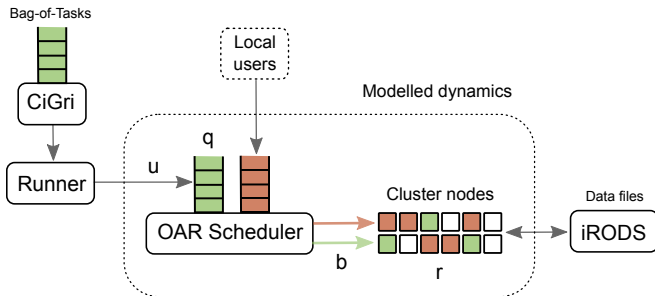 Bag-of-Tasks
CiGri
Runner
u
Local
users
Modelled dynamics
q
OAR Scheduler
b
Cluster nodes
r
Data files
iRODS